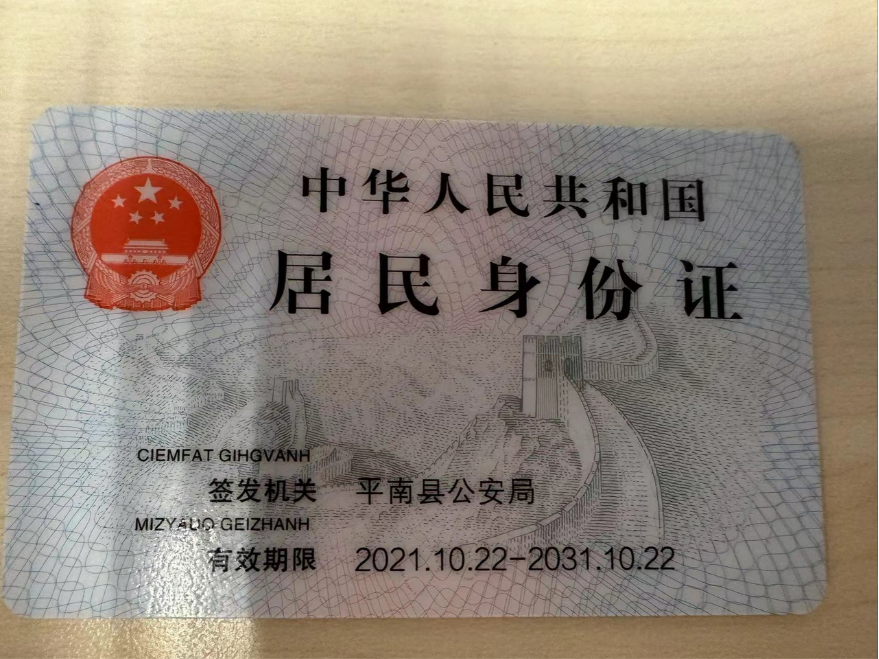 中华人民共和国
居民身份证
CIEMFAT GIHGVANH
签发机关 平南县公安局
MIZYAUQ GEIZHANH
有效期限 2021.10.22-2031.10.22